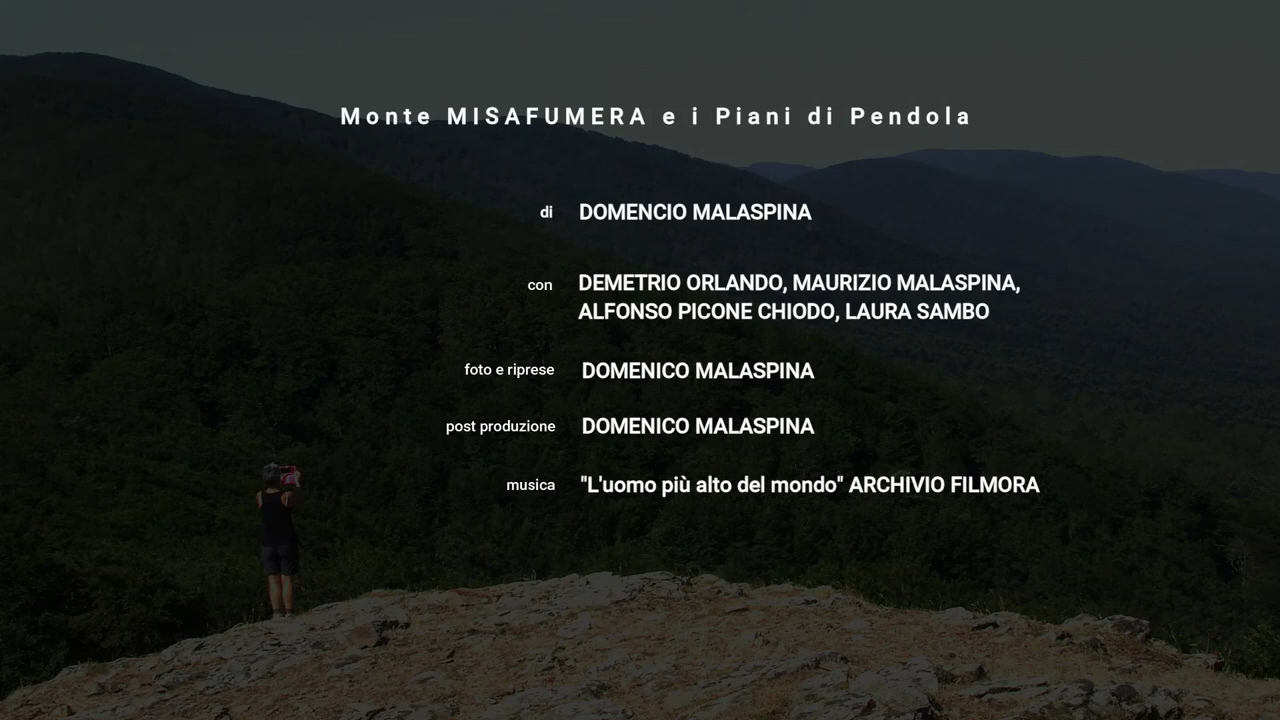 Monte MISAFUMERA e i Piani di Pendola
di DOMENCIO MALASPINA
con DEMETRIO ORLANDO, MAURIZIO MALASPINA,
ALFONSO PICONE CHIODO, LAURA SAMBO
foto e riprese DOMENICO MALASPINA
post produzione DOMENICO MALASPINA
musica "L'uomo più alto del mondo" ARCHIVIO FILMORA